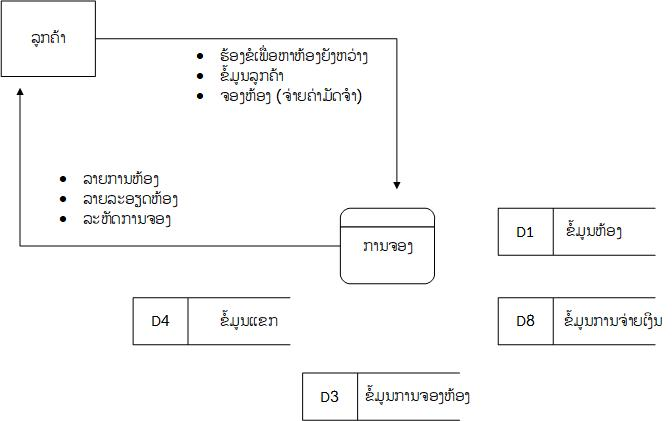 ລູກຄ້າ
• ຮ້ອງຂໍເພື່ອຫາຫ້ອງຍັງຫວ່າງ
• ຂໍ້ມູນລູກຄ້າ
• ຈອງຫ້ອງ (ຈ່າຍຄ່າມັດຈຳ)
• ລາຍການຫ້ອງ
• ລາຍລະອຽດຫ້ອງ
• ລະຫັດການຈອງ
ການຈອງ
D1 ຂໍ້ມູນຫ້ອງ
D4 ຂໍ້ມູນແຂກ
D8 ຂໍ້ມູນການຈ່າຍເງິນ
D3 ຂໍ້ມູນການຈອງຫ້ອງ